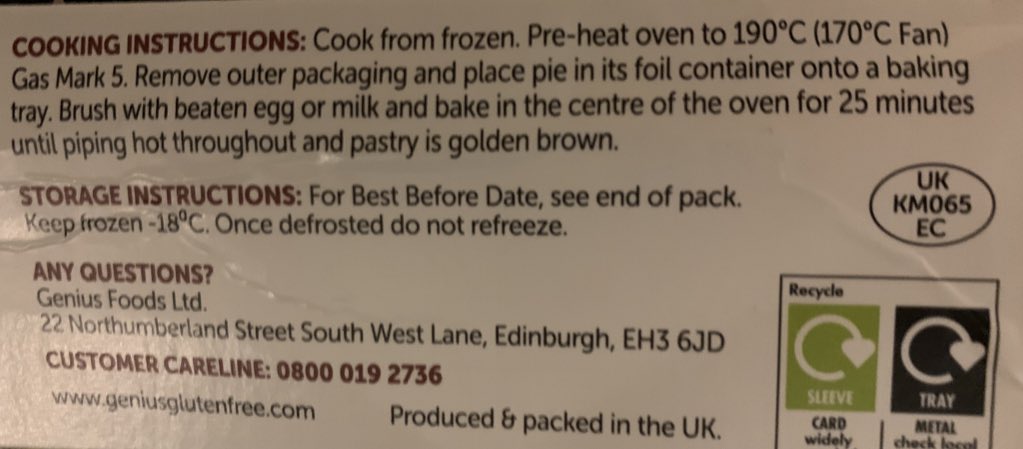 COOKING INSTRUCTIONS: Cook from frozen. Pre-heat oven to 190°C (170°C Fan)
Gas Mark 5. Remove outer packaging and place pie in its foil container onto a baking
tray. Brush with beaten egg or milk and bake in the centre of the oven for 25 minutes
until piping hot throughout and pastry is golden brown.
STORAGE INSTRUCTIONS: For Best Before Date, see end of pack.
Keep frozen -18°C. Once defrosted do not refreeze.
UK
KM065
EC
ANY QUESTIONS?
Genius Foods Ltd.
22 Northumberland Street South West Lane, Edinburgh, EH3 6JD
CUSTOMER CARELINE: 0800 019 2736
www.geniusglutenfree.com
Produced & packed in the UK.
Recycle
SLEEVE
CARD
widely
TRAY
METAL
check local